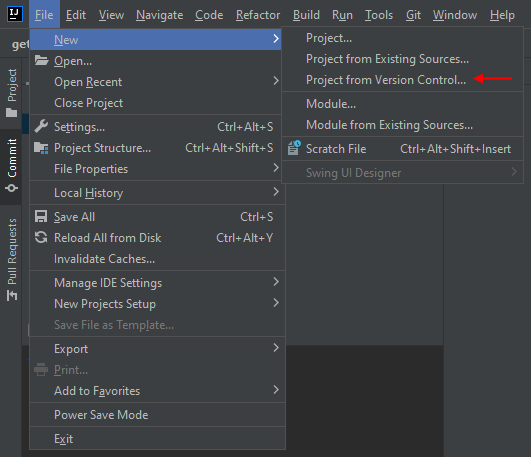 IJ File Edit View Navigate Code Refactor Build Run Tools Git Window Help
get
Project
Commit
Pull Requests
New
Open...
Open Recent
Close Project
Settings... Ctrl+Alt+S
Project Structure... Ctrl+Alt+Shift+S
File Properties
Local History
Save All Ctrl+S
Reload All from Disk Ctrl+Alt+Y
Invalidate Caches...
Manage IDE Settings
New Projects Setup
Save File as Template...
Export
Print...
Add to Favorites
Power Save Mode
Exit
Project...
Project from Existing Sources...
Project from Version Control...
Module...
Module from Existing Sources...
Scratch File Ctrl+Alt+Shift+Insert
Swing UI Designer